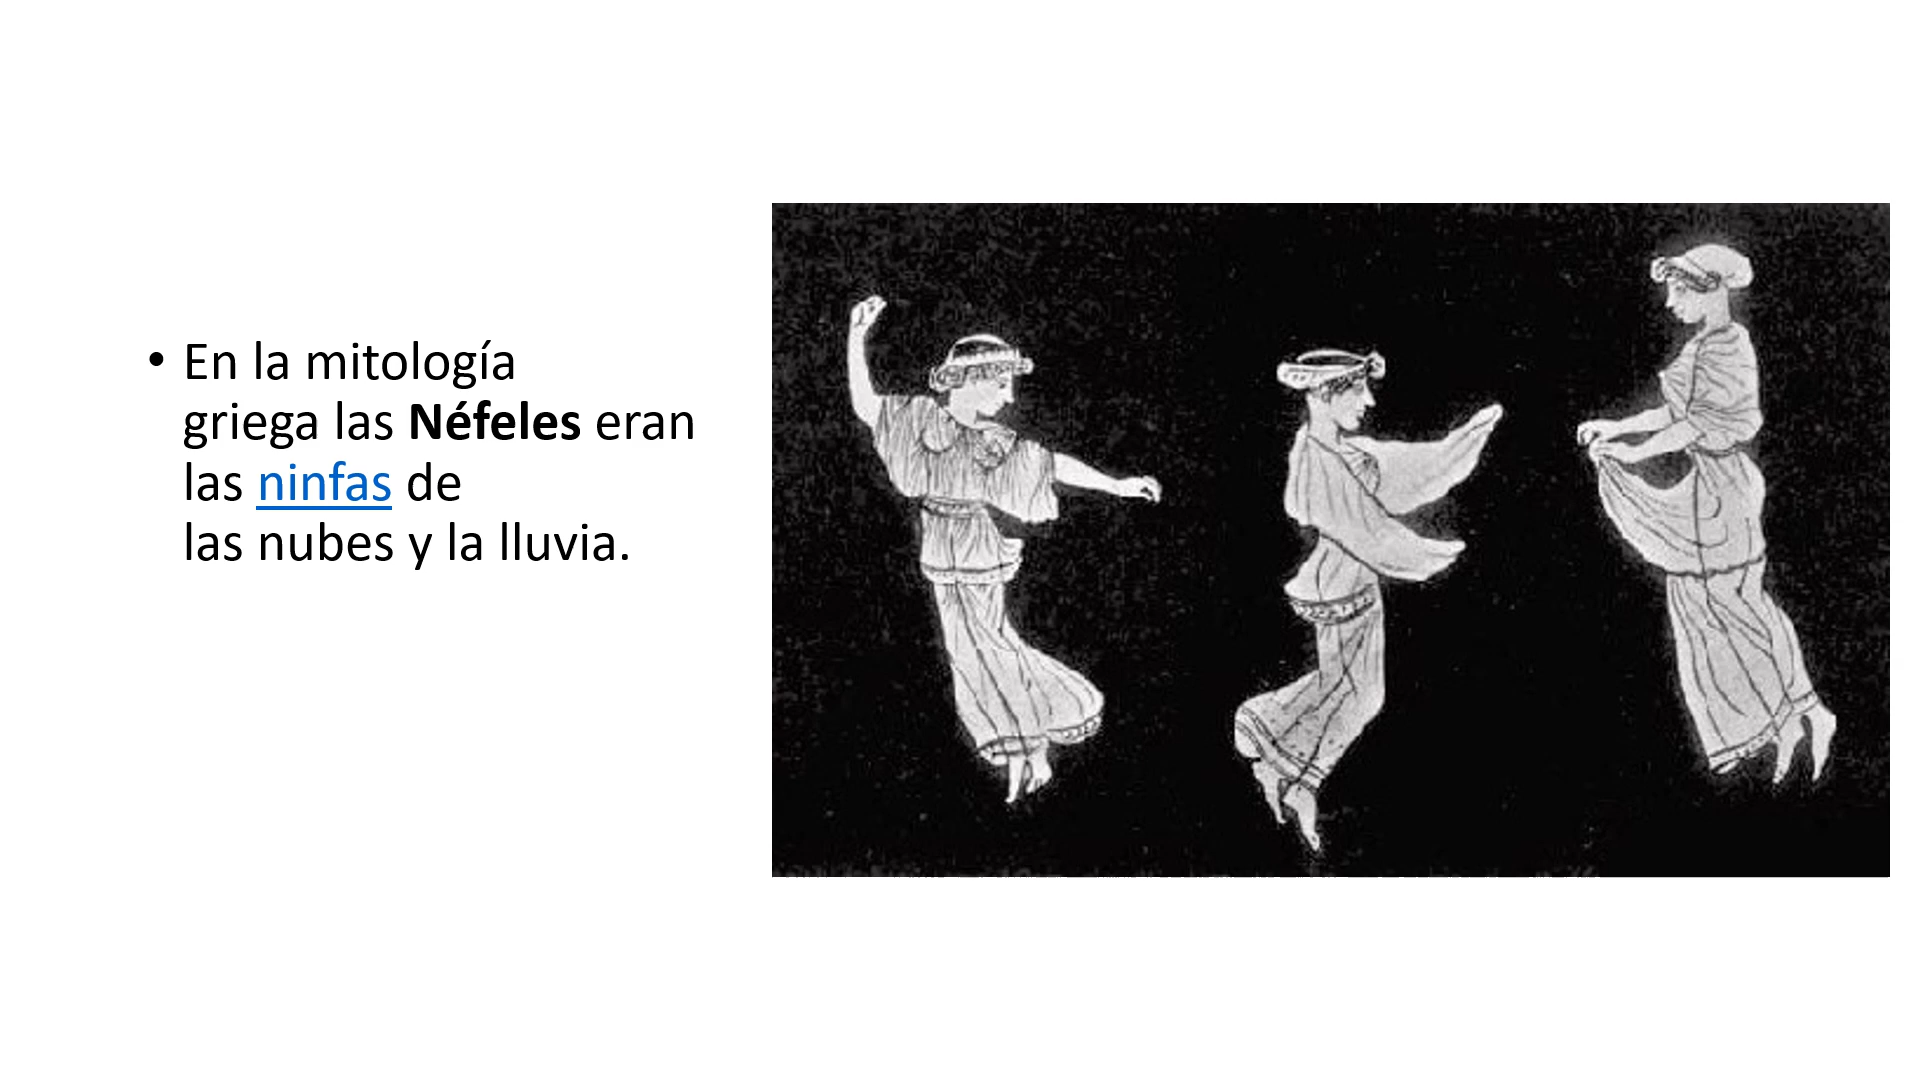 • En la mitología
griega las Néfeles eran
las ninfas de
las nubes y la lluvia.